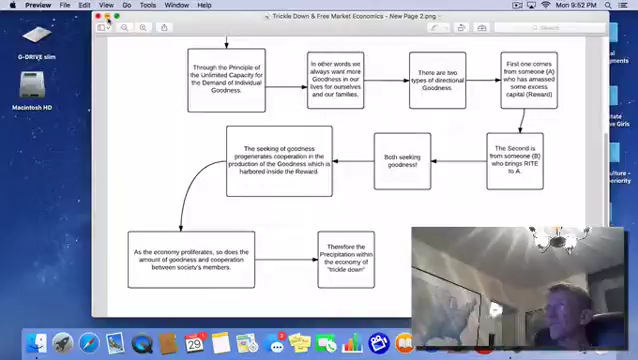 Preview File Edit View Go Tools Window Help
Mon 9:52 PM
Trickle Down & Free Market Economics - New Page 2.png
Search
G-DRIVE slim
Macintosh HD
Through the Principle of
the Unlimited Capacity for
the Demand of Individual
Goodness.
In other words we
always want more
Goodness in our
lives for ourselves
and our families.
There are two
types of directional
Goodness.
First one comes
from someone (A)
who has amassed
some excess
capital (Reward)
The Second is
from someone (B)
who brings RITE
to A.
Both seeking
goodness!
The seeking of goodness
progenerates cooperation in the
production of the Goodness which is
harbored inside the Reward
As the economy proliferates, so does the
amount of goodness and cooperation
between society's members.
Therefore the
Precipitation within
the economy of
"trickle down"
29